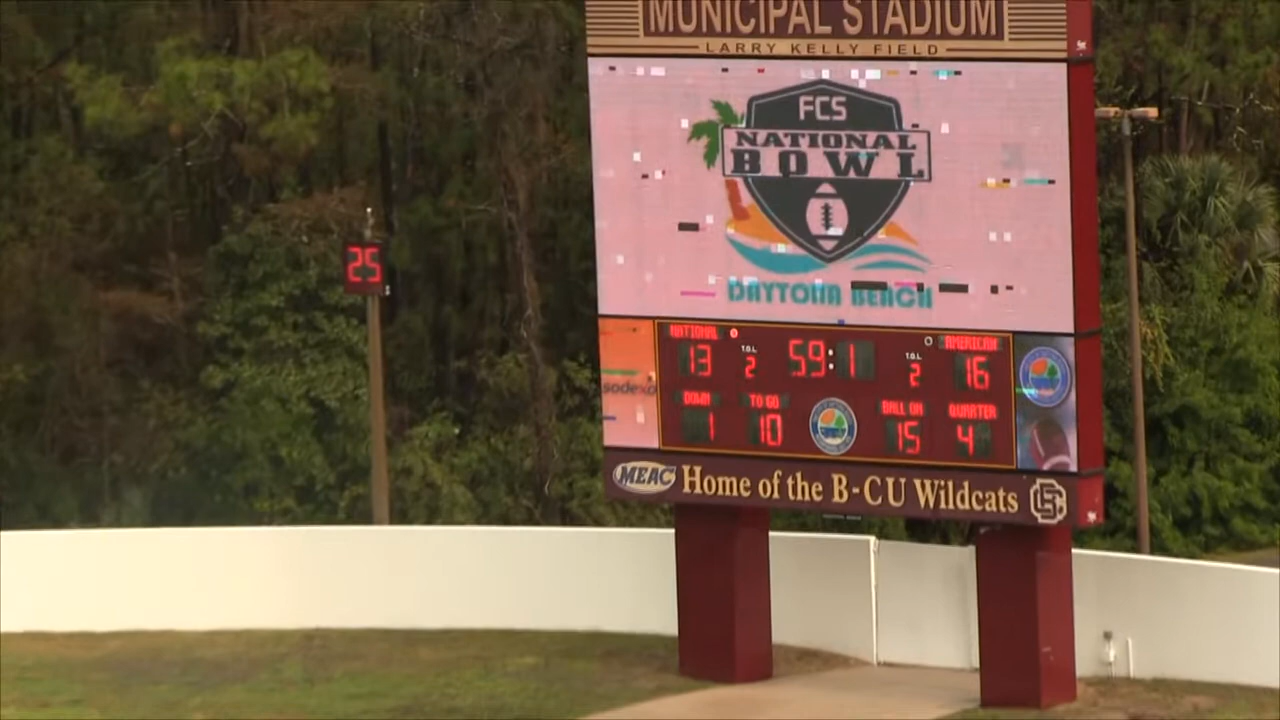 MUNICIPAL STADIUM
LARRY KELLY FIELD
FCS
NATIONAL
BOWL
DAYTONA BEACH
25
NATIONAL
AMERICAN
13
T.O.L
2
59:1
T.O.L
2
16
sodexo
DOWN
TO GO
BALL ON
QUARTER
1
10
15
4
MEAC
Home of the B-CU Wildcats